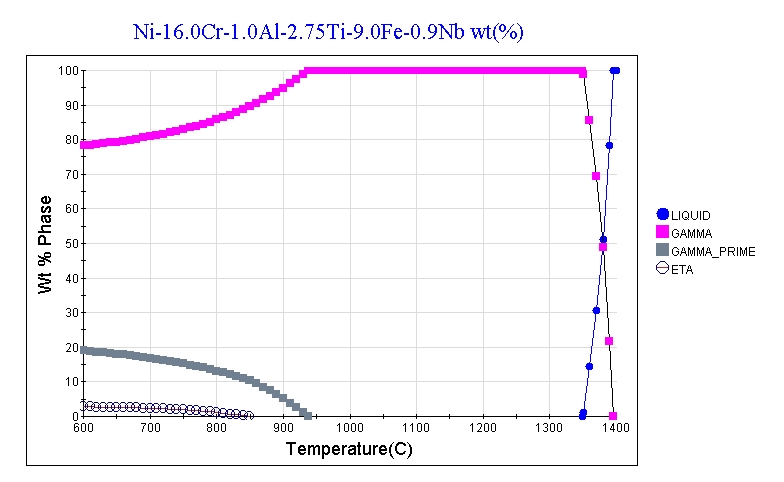 Ni-16.0Cr-1.0Al-2.75Ti-9.0Fe-0.9Nb wt(%)
100
90
80
70
60
50
40
30
20
10
0
Wt % Phase
600 700 800 900 1000 1100 1200 1300 1400
Temperature(C)
LIQUID
GAMMA
GAMMA_PRIME
ETA